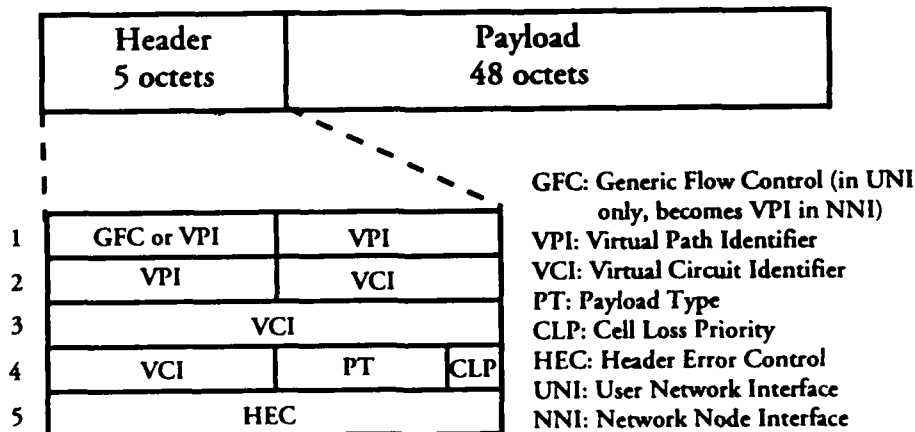 Header
5 octets
Payload
48 octets
1
GFC or VPI
VPI
2
VPI
VCI
3
VCI
4
VCI
PT
CLP
5
HEC
GFC: Generic Flow Control (in UNI
only, becomes VPI in NNI)
VPI: Virtual Path Identifier
VCI: Virtual Circuit Identifier
PT: Payload Type
CLP: Cell Loss Priority
HEC: Header Error Control
UNI: User Network Interface
NNI: Network Node Interface